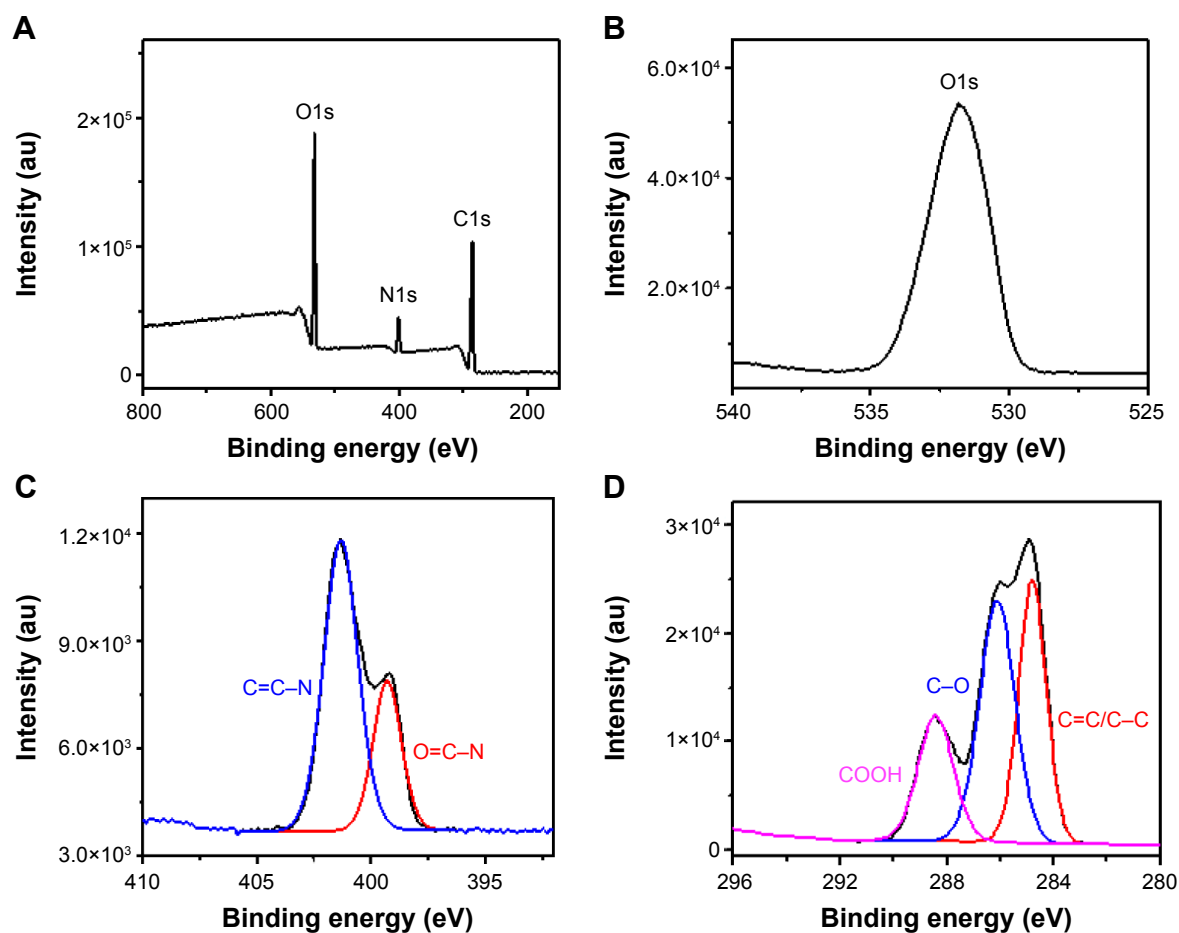 A
Intensity (au)
2×10⁵
1×10⁵
0
O1s
N1s
C1s
800 600 400 200
Binding energy (eV)
B
Intensity (au)
6.0×10⁴
4.0×10⁴
2.0×10⁴
O1s
540 535 530 525
Binding energy (eV)
C
Intensity (au)
1.2×10⁴
9.0×10³
6.0×10³
3.0×10³
C=C–N
O=C–N
410 405 400 395
Binding energy (eV)
D
Intensity (au)
3×10⁴
2×10⁴
1×10⁴
0
C–O
C=C/C–C
COOH
296 292 288 284 280
Binding energy (eV)